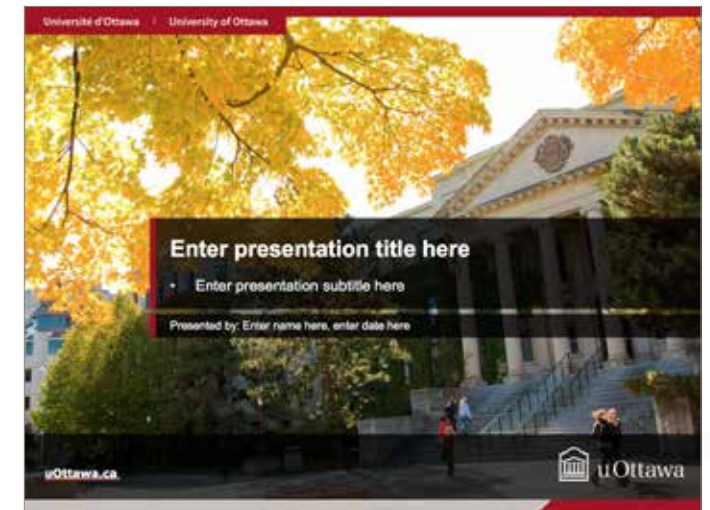 Université d'Ottawa | University of Ottawa
Enter presentation title here
• Enter presentation subtitle here
Presented by: Enter name here, enter date here
uOttawa.ca
uOttawa